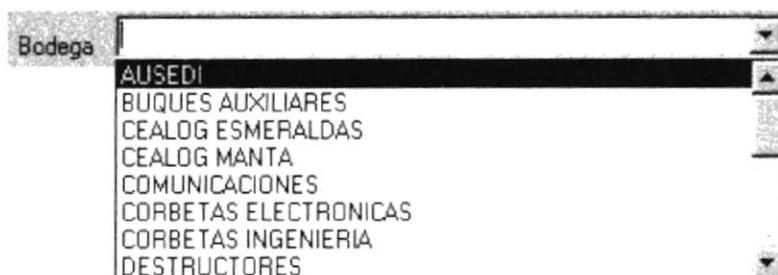 Bodega
AUSEDI
BUQUES AUXILIARES
CEALOG ESMERALDAS
CEALOG MANTA
COMUNICACIONES
CORBETAS ELECTRONICAS
CORBETAS INGENIERIA
DESTRUCTORES